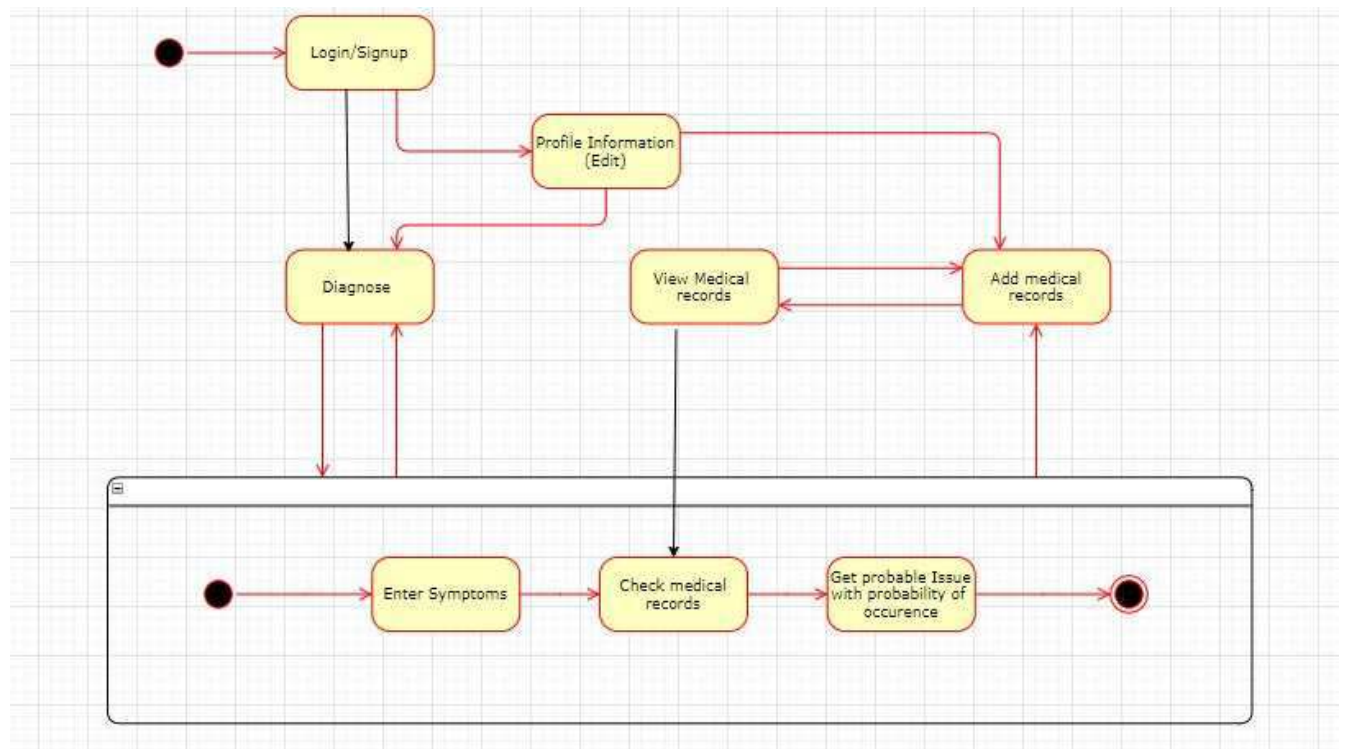 Login/Signup
Profile Information
(Edit)
Diagnose
View Medical
records
Add medical
records
Enter Symptoms
Check medical
records
Get probable Issue
with probability of
occurence